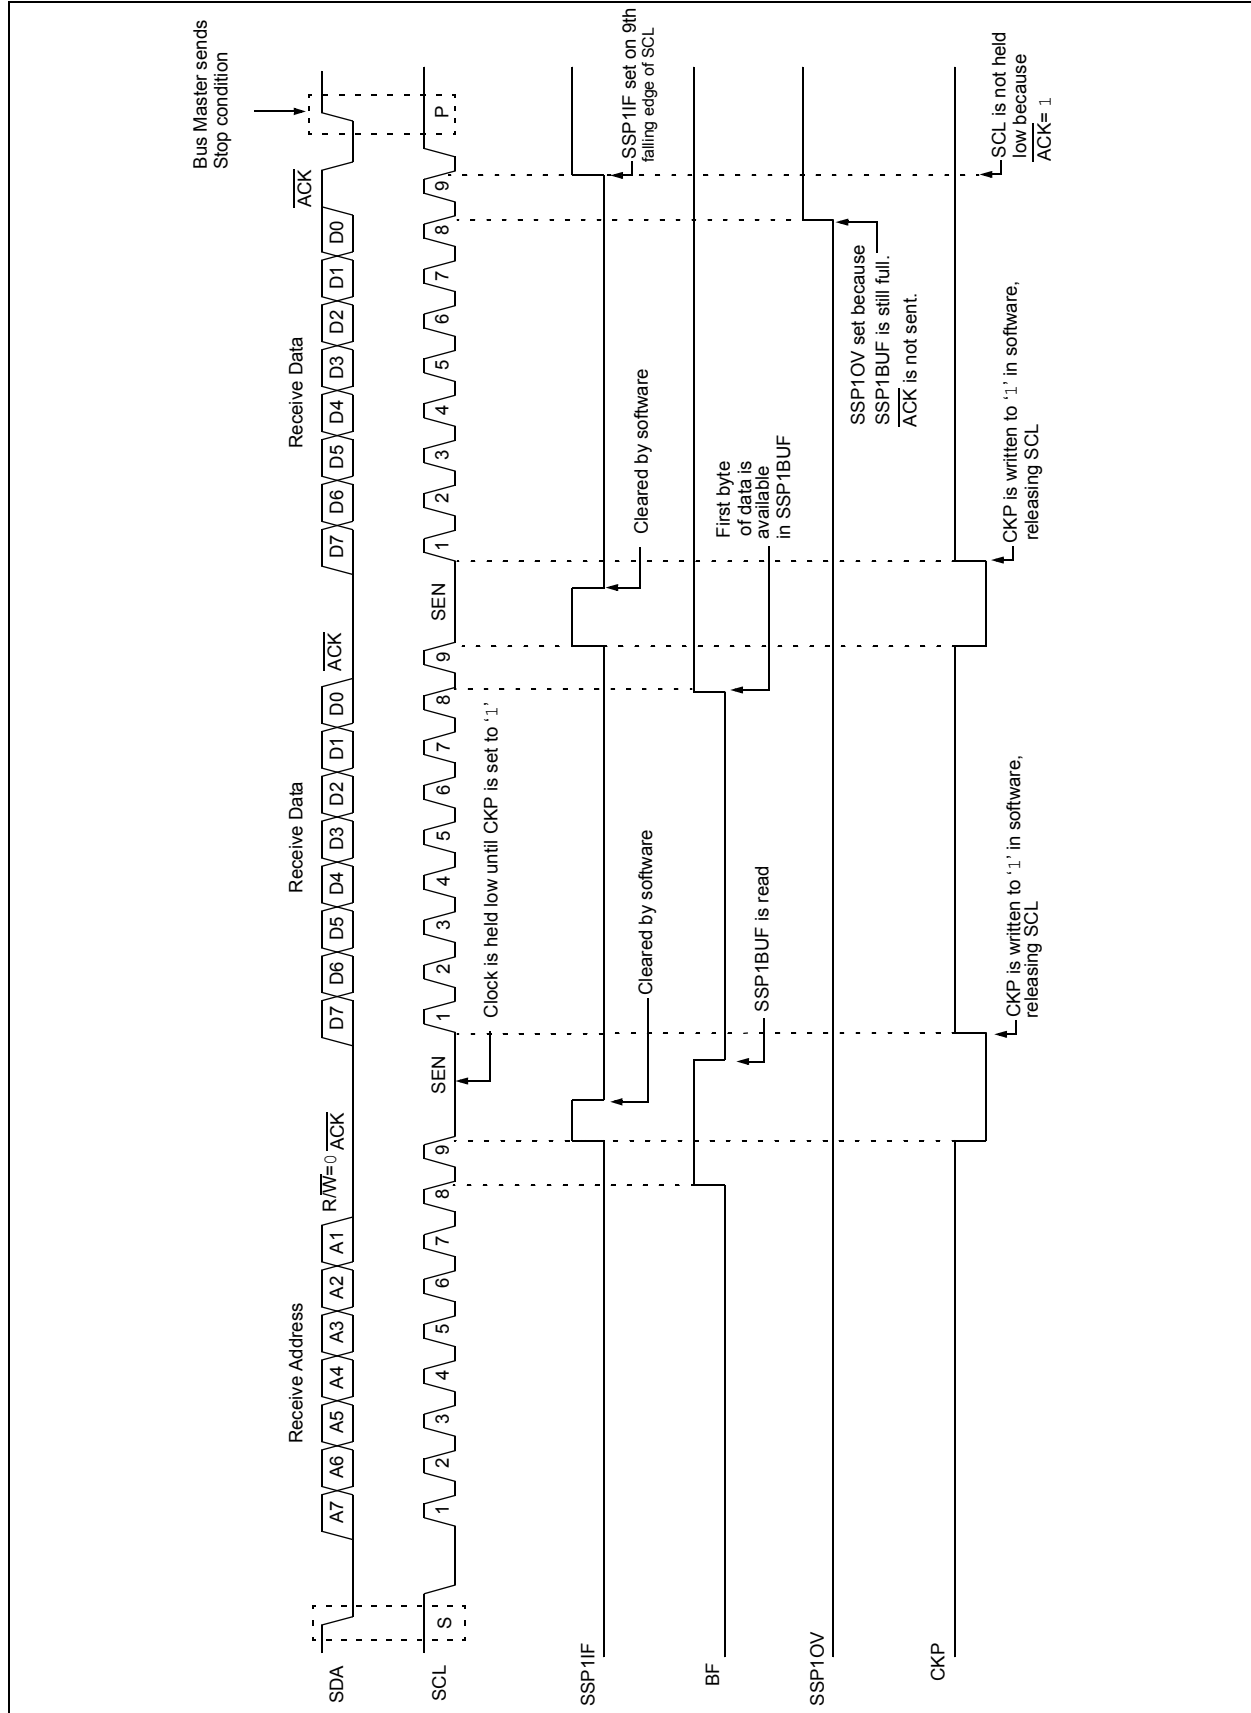 Bus Master sends
Stop condition
Receive Address
Receive Data
Receive Data
SDA
A7 A6 A5 A4 A3 A2 A1 R/W=0 ACK D7 D6 D5 D4 D3 D2 D1 D0 ACK D7 D6 D5 D4 D3 D2 D1 D0 ACK
SCL
S 1 2 3 4 5 6 7 8 9 SEN 1 2 3 4 5 6 7 8 9 SEN 1 2 3 4 5 6 7 8 9 P
Clock is held low until CKP is set to ‘1’
SSP1IF
Cleared by software
Cleared by software
SSP1IF set on 9th
falling edge of SCL
BF
SSP1BUF is read
First byte
of data is
available
in SSP1BUF
SSP1OV
SSP1OV set because
SSP1BUF is still full.
ACK is not sent.
CKP
CKP is written to ‘1’ in software,
releasing SCL
CKP is written to ‘1’ in software,
releasing SCL
SCL is not held
low because
ACK= 1